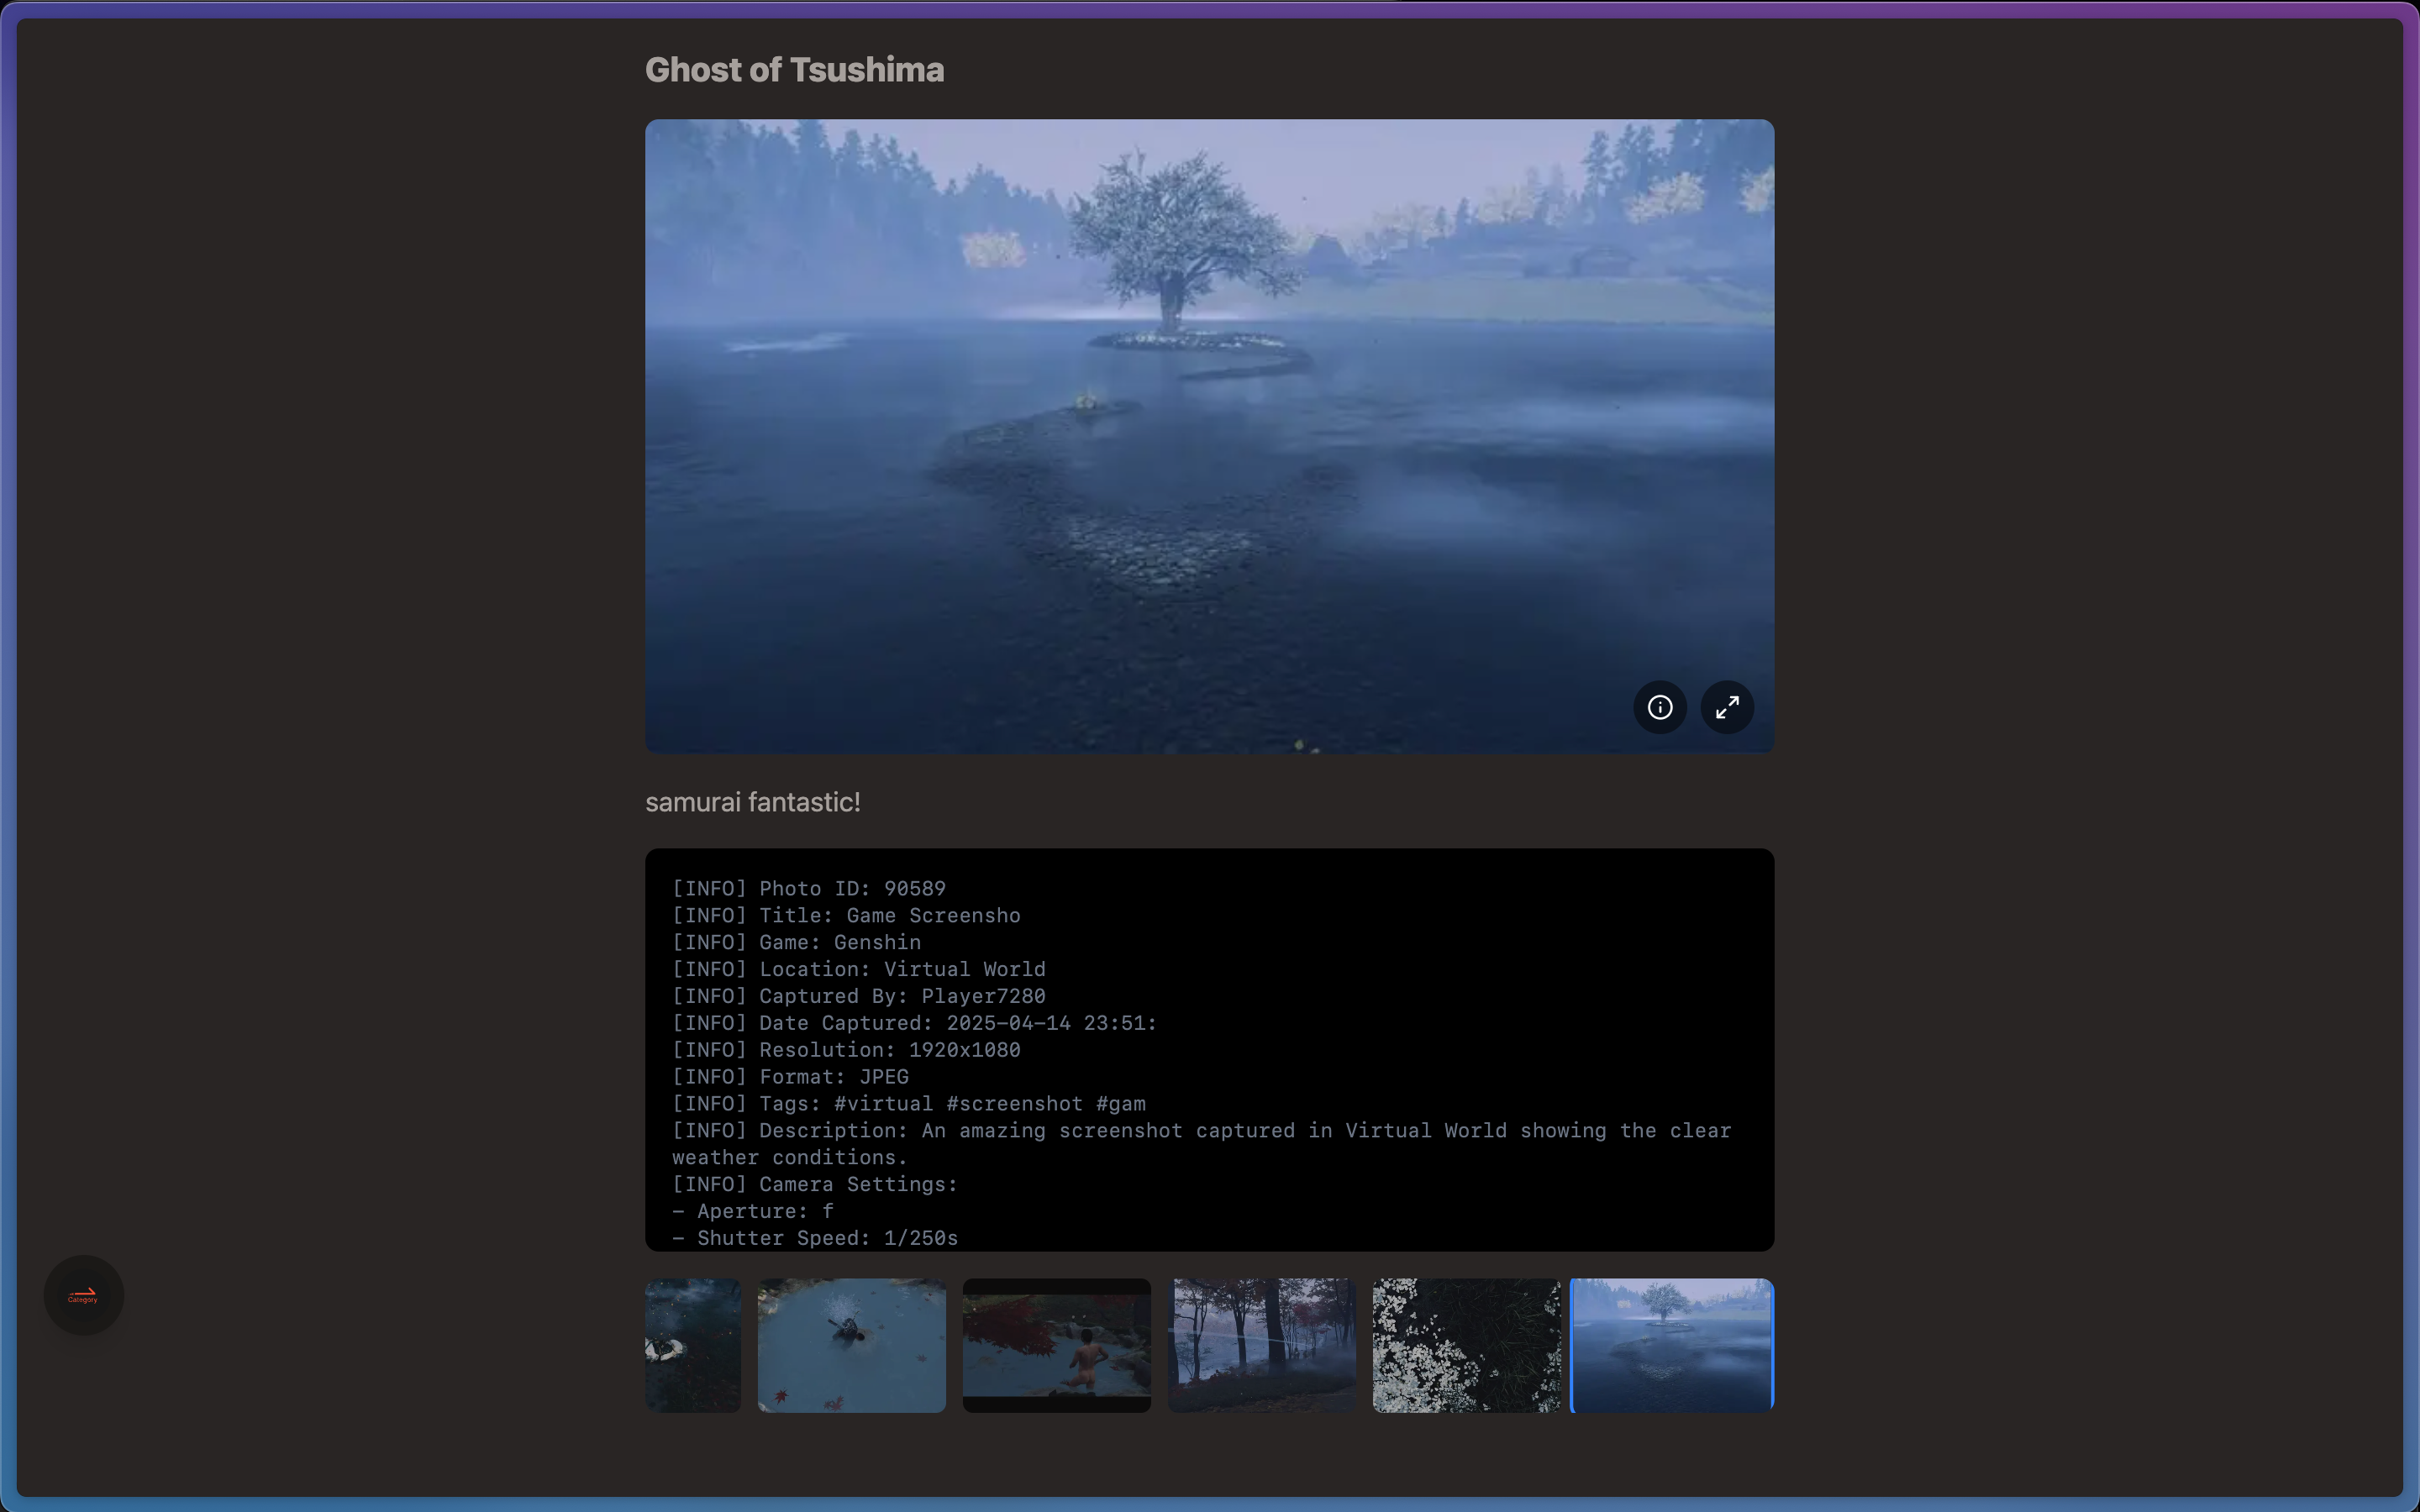 Ghost of Tsushima
samurai fantastic!
[INFO] Photo ID: 90589
[INFO] Title: Game Screensho
[INFO] Game: Genshin
[INFO] Location: Virtual World
[INFO] Captured By: Player7280
[INFO] Date Captured: 2025-04-14 23:51:
[INFO] Resolution: 1920x1080
[INFO] Format: JPEG
[INFO] Tags: #virtual #screenshot #gam
[INFO] Description: An amazing screenshot captured in Virtual World showing the clear
weather conditions.
[INFO] Camera Settings:
– Aperture: f
– Shutter Speed: 1/250s
Category